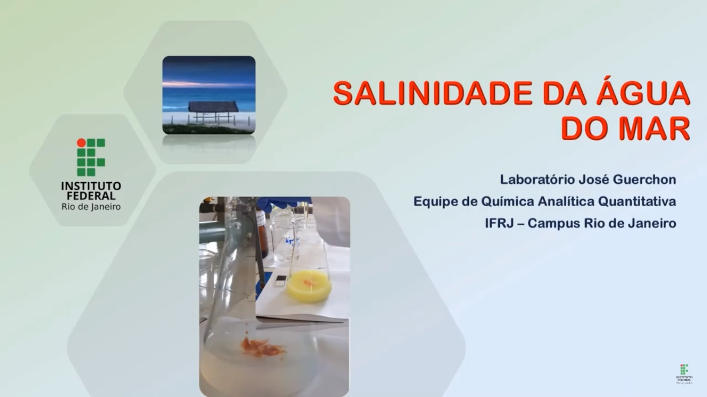 SALINIDADE DA ÁGUA
DO MAR
INSTITUTO
FEDERAL
Rio de Janeiro
Laboratório José Guerchon
Equipe de Química Analítica Quantitativa
IFRJ – Campus Rio de Janeiro